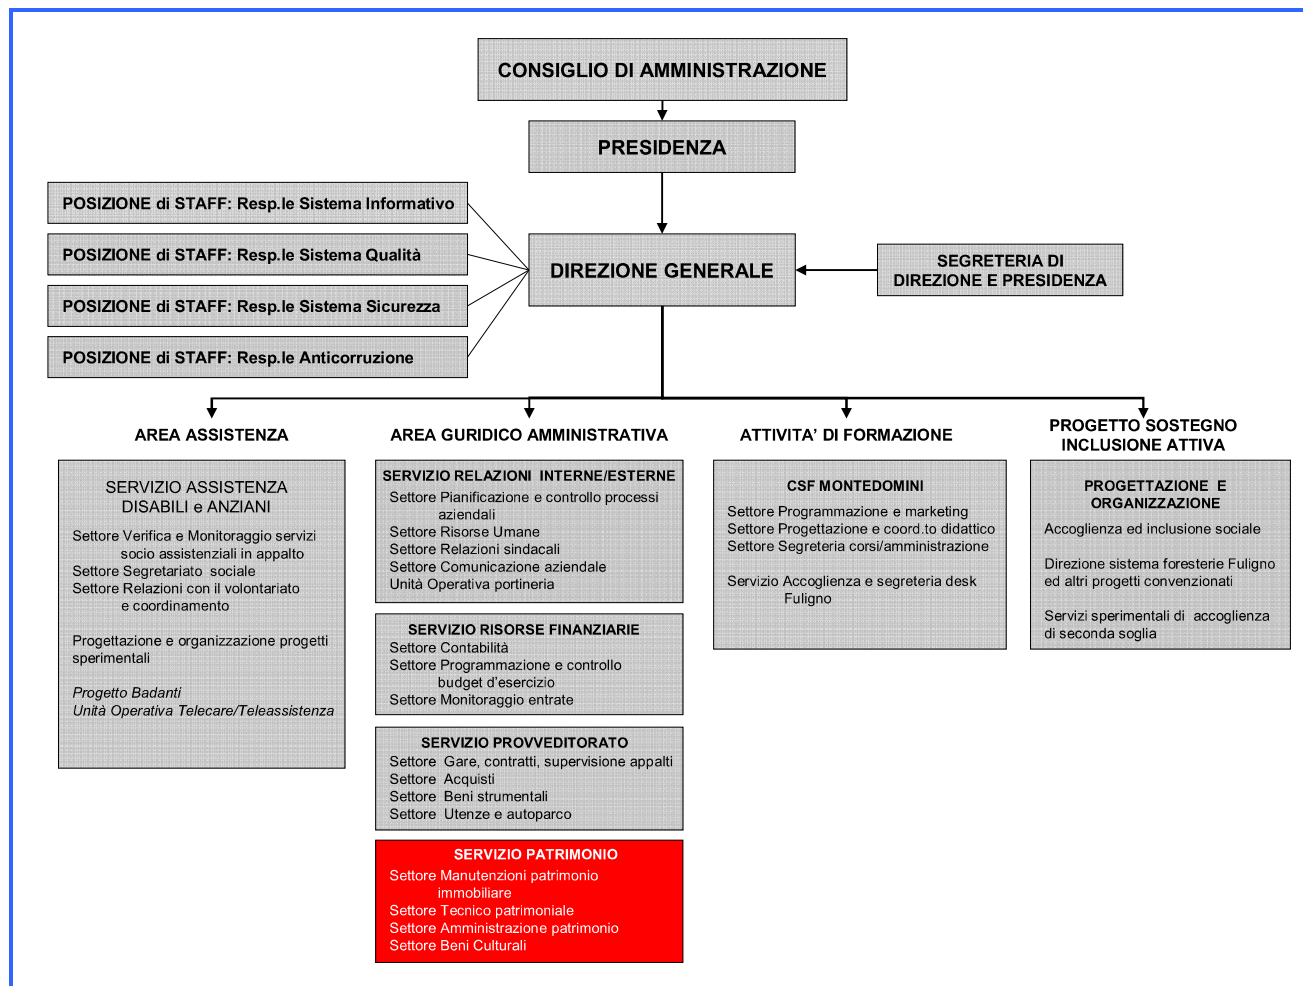 CONSIGLIO DI AMMINISTRAZIONE
PRESIDENZA
POSIZIONE di STAFF: Resp.le Sistema Informativo
POSIZIONE di STAFF: Resp.le Sistema Qualità
POSIZIONE di STAFF: Resp.le Sistema Sicurezza
POSIZIONE di STAFF: Resp.le Anticorruzione
DIREZIONE GENERALE
SEGRETERIA DI
DIREZIONE E PRESIDENZA
AREA ASSISTENZA
SERVIZIO ASSISTENZA
DISABILI e ANZIANI
Settore Verifica e Monitoraggio servizi
socio assistenziali in appalto
Settore Segretariato sociale
Settore Relazioni con il volontariato
e coordinamento
Progettazione e organizzazione progetti
sperimentali
Progetto Badanti
Unità Operativa Telecare/Teleassistenza
AREA GURIDICO AMMINISTRATIVA
SERVIZIO RELAZIONI INTERNE/ESTERNE
Settore Pianificazione e controllo processi
aziendali
Settore Risorse Umane
Settore Relazioni sindacali
Settore Comunicazione aziendale
Unità Operativa portineria
SERVIZIO RISORSE FINANZIARIE
Settore Contabilità
Settore Programmazione e controllo
budget d'esercizio
Settore Monitoraggio entrate
SERVIZIO PROVVEDITORATO
Settore Gare, contratti, supervisione appalti
Settore Acquisti
Settore Beni strumentali
Settore Utenze e autoparco
SERVIZIO PATRIMONIO
Settore Manutenzioni patrimonio
immobiliare
Settore Tecnico patrimoniale
Settore Amministrazione patrimonio
Settore Beni Culturali
ATTIVITA' DI FORMAZIONE
CSF MONTEDOMINI
Settore Programmazione e marketing
Settore Progettazione e coord.to didattico
Settore Segreteria corsi/amministrazione
Servizio Accoglienza e segreteria desk
Fuligno
PROGETTO SOSTEGNO
INCLUSIONE ATTIVA
PROGETTAZIONE E
ORGANIZZAZIONE
Accoglienza ed inclusione sociale
Direzione sistema foresterie Fuligno
ed altri progetti convenzionati
Servizi sperimentali di accoglienza
di seconda soglia